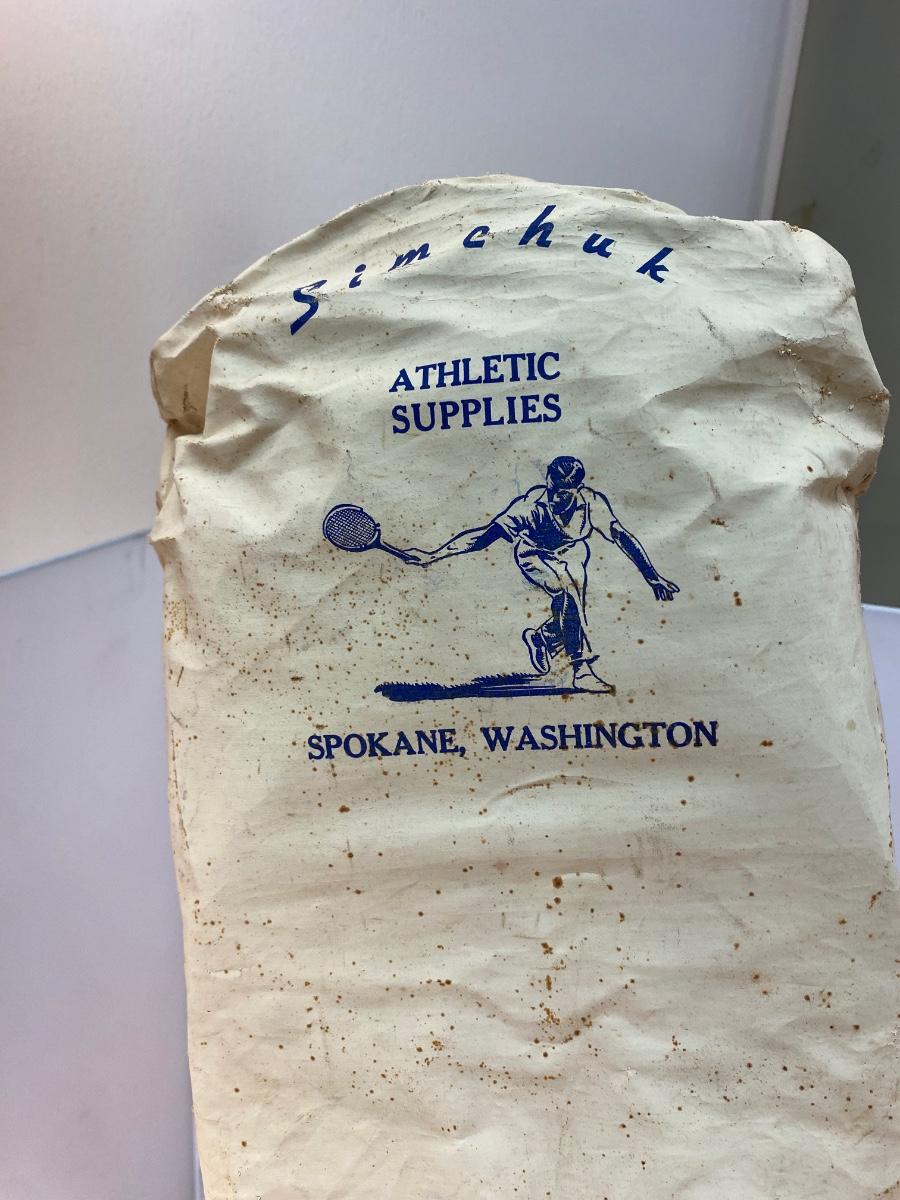 Simchuk
ATHLETIC
SUPPLIES
SPOKANE, WASHINGTON